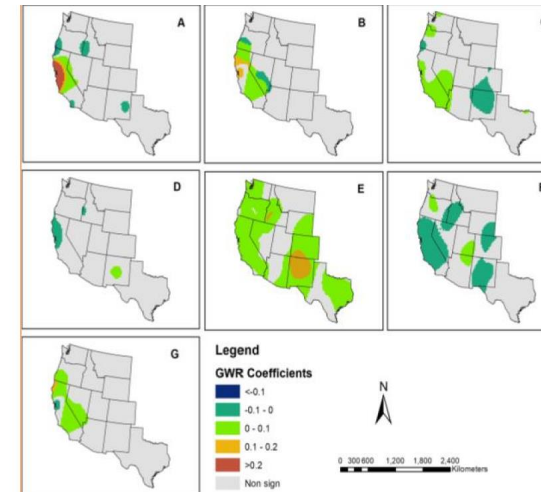 A
B
C
D
E
F
G
Legend
GWR Coefficients
<-0.1
-0.1 - 0
0 - 0.1
0.1 - 0.2
>0.2
Non sign
N
0 300 600 1,200 1,800 2,400
Kilometers